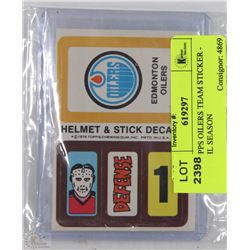 OILERS
EDMONTON
OILERS
HELMET & STICK DECA
©1978 TOPPS CHEWING GUM, INC. PRTD. IN U.S.A.
DEFENSE
1
Consignor: 4869
Inventory #:
619297
LOT
2398
PPS OILERS TEAM STICKER -
IL SEASON